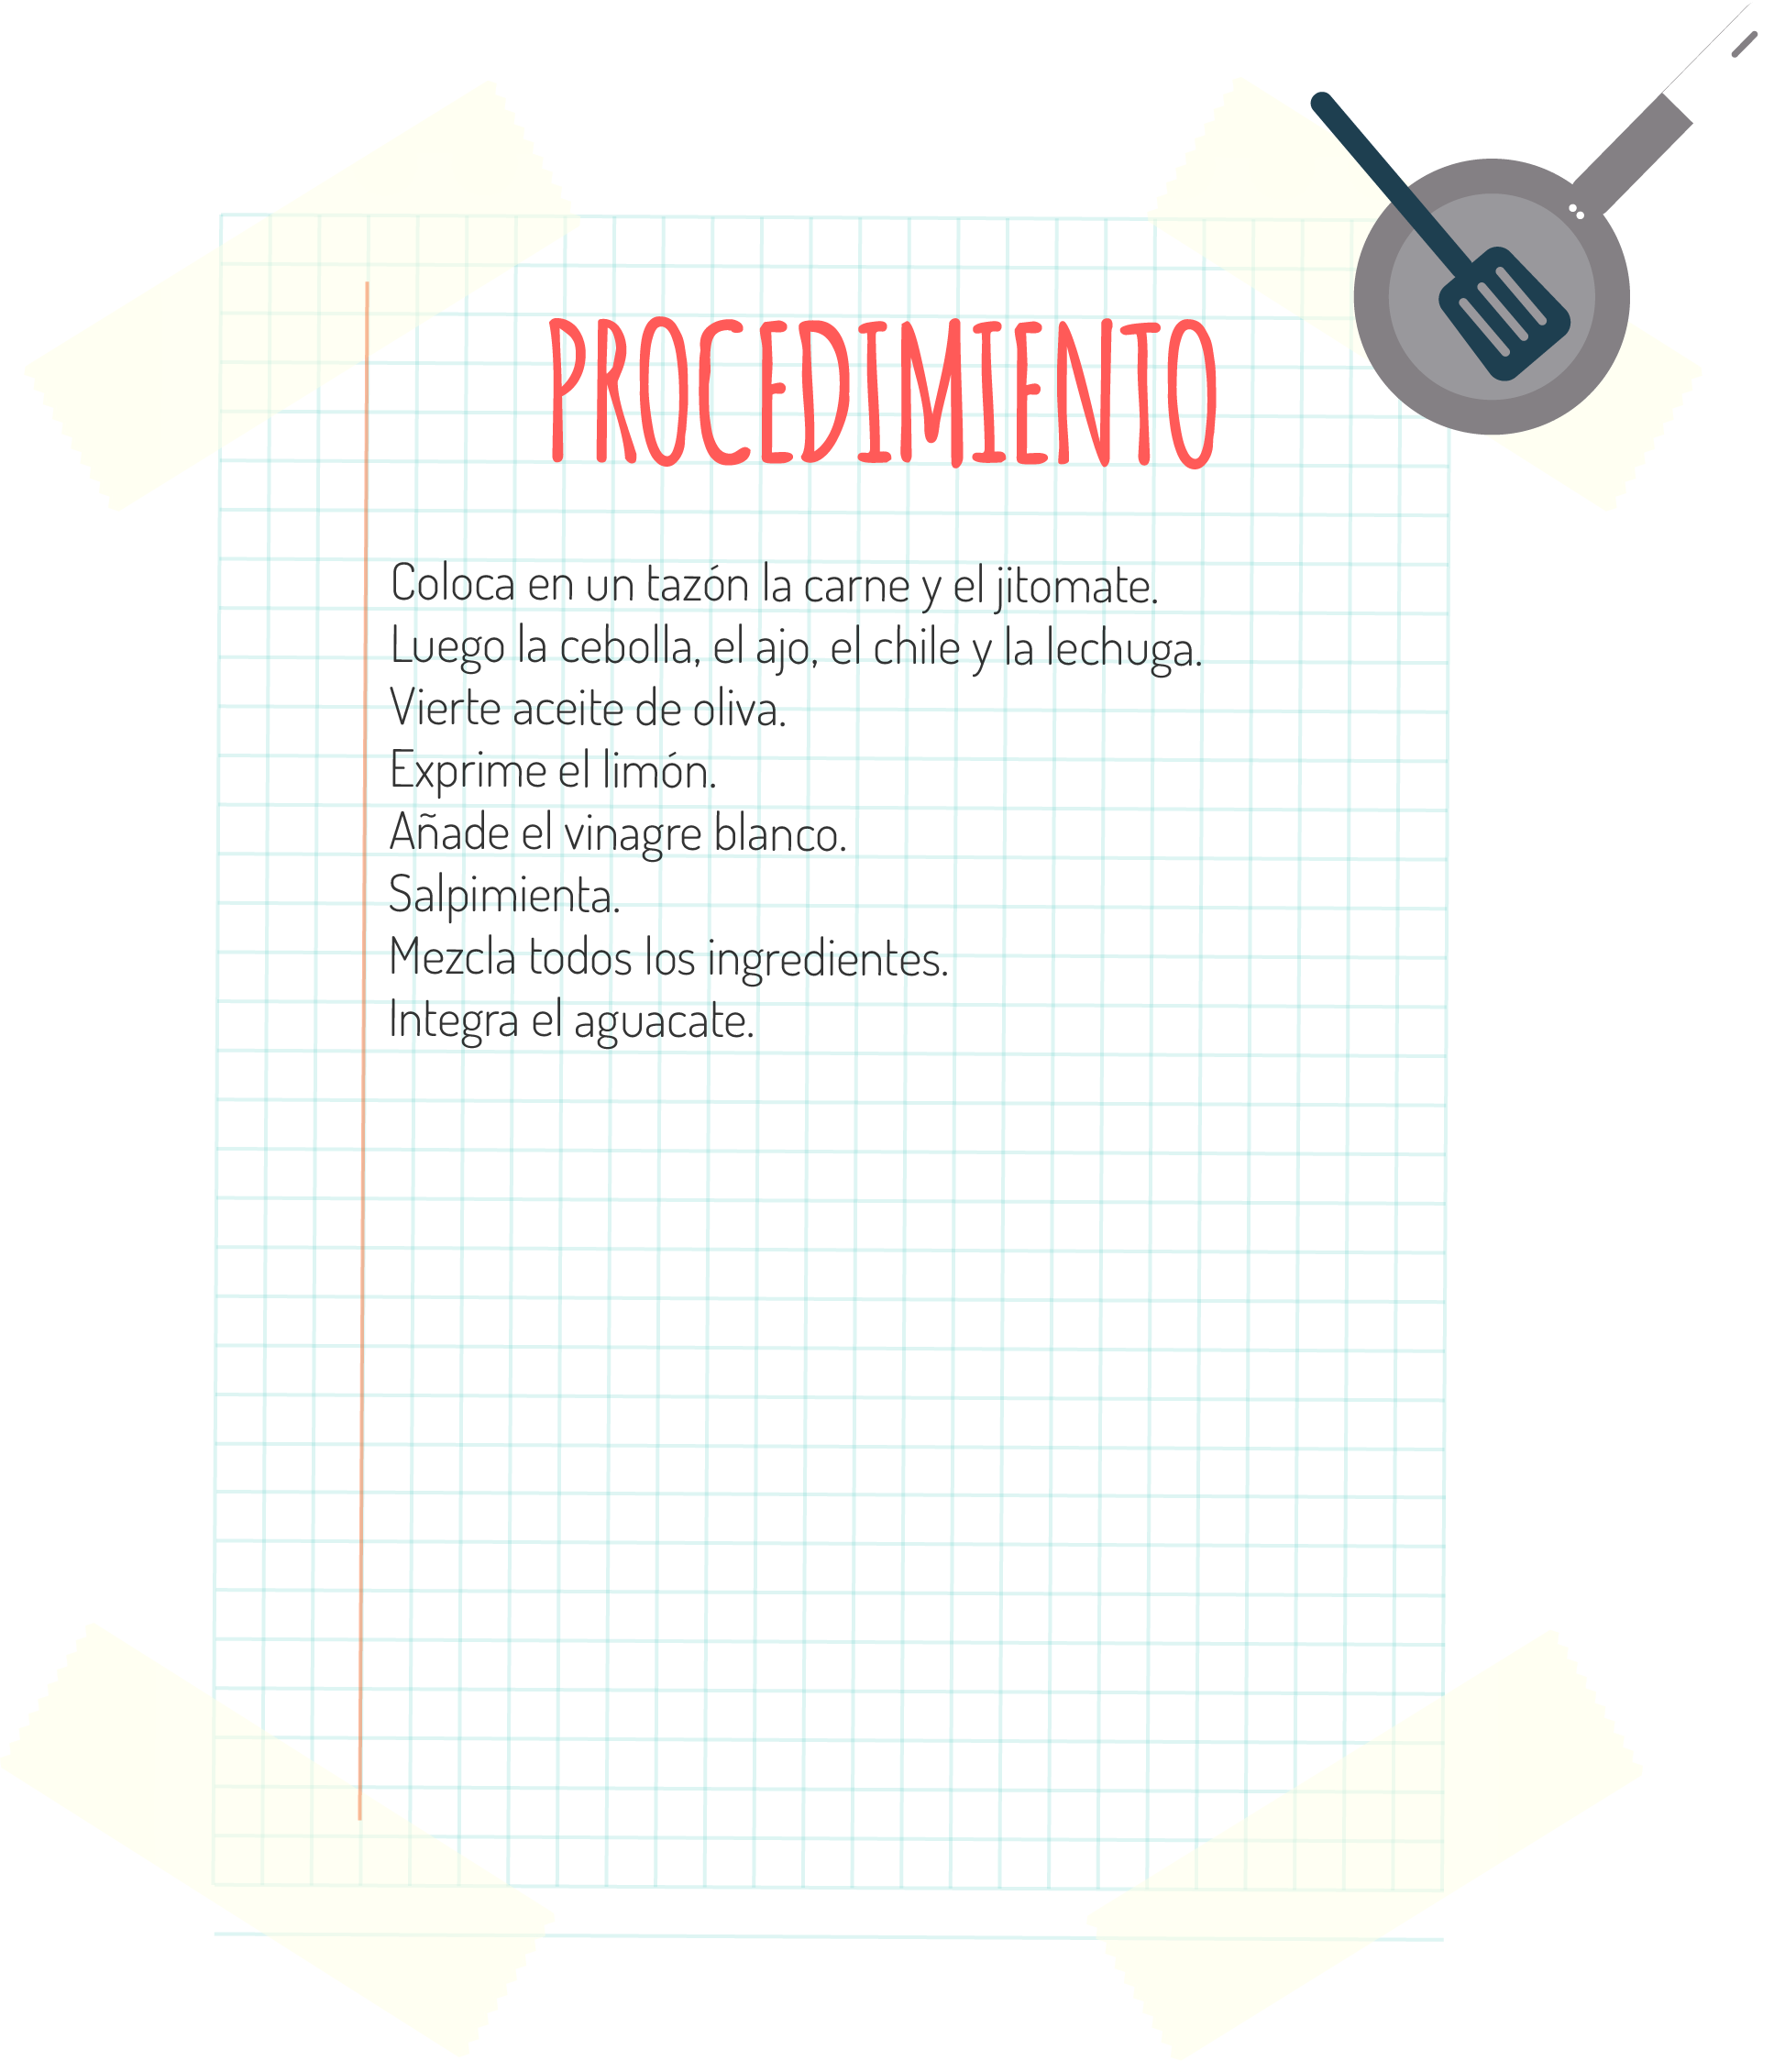 PROCEDIMIENTO
Coloca en un tazón la carne y el jitomate.
Luego la cebolla, el ajo, el chile y la lechuga.
Vierte aceite de oliva.
Exprime el limón.
Añade el vinagre blanco.
Salpimienta.
Mezcla todos los ingredientes.
Integra el aguacate.